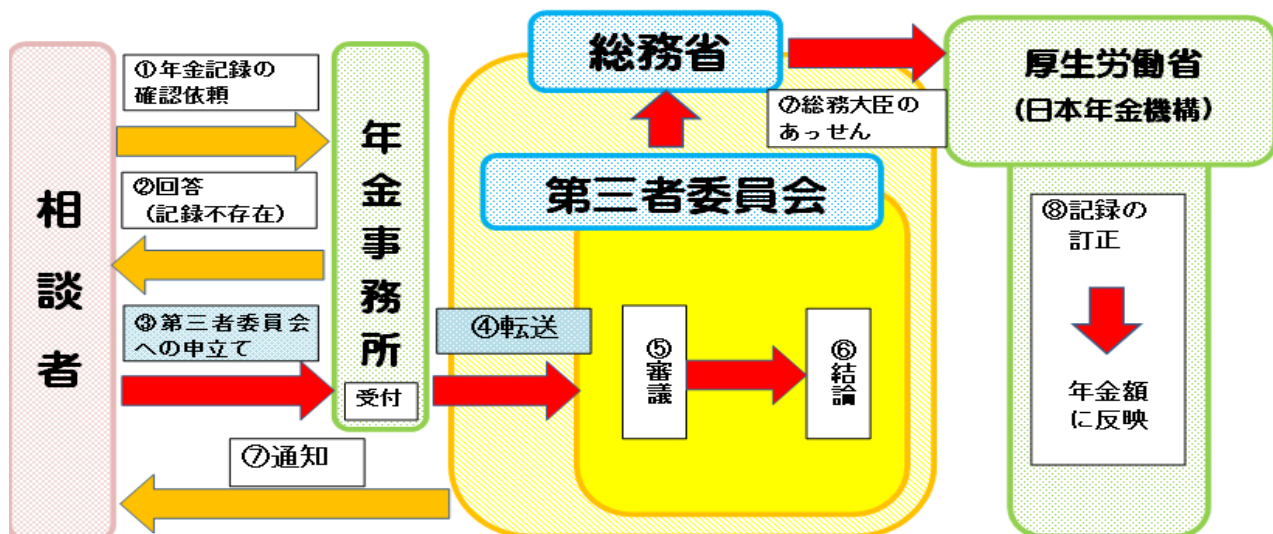 相談者
①年金記録の
確認依頼
②回答
（記録不存在）
③第三者委員会
への申立て
年金事務所
受付
④転送
⑦通知
総務省
第三者委員会
⑤審議
⑥結論
⑦総務大臣の
あっせん
厚生労働省
（日本年金機構）
⑧記録の
訂正
年金額
に反映